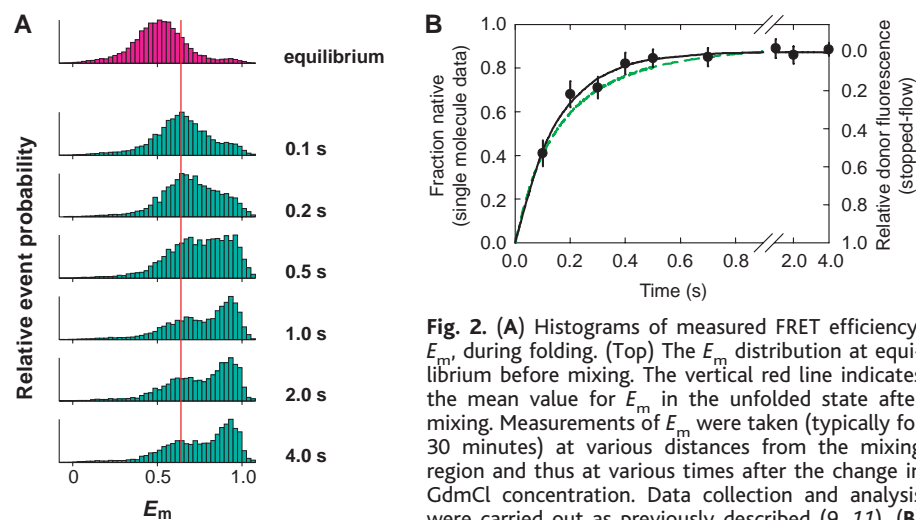 A
equilibrium
0.1 s
0.2 s
0.5 s
1.0 s
2.0 s
4.0 s
Relative event probability
0 0.5 1.0
Em
B
1.0
0.8
0.6
0.4
0.2
0.0
Fraction native
(single molecule data)
0.0
0.2
0.4
0.6
0.8
1.0
Relative donor fluorescence
(stopped-flow)
0.0 0.2 0.4 0.6 0.8 2.0 4.0
Time (s)
Fig. 2. (A) Histograms of measured FRET efficiency,
Em, during folding. (Top) The Em distribution at equi-
librium before mixing. The vertical red line indicates
the mean value for Em in the unfolded state after
mixing. Measurements of Em were taken (typically fo
30 minutes) at various distances from the mixing
region and thus at various times after the change in
GdmCl concentration. Data collection and analysis
were carried out as previously described (9, 11). (B)